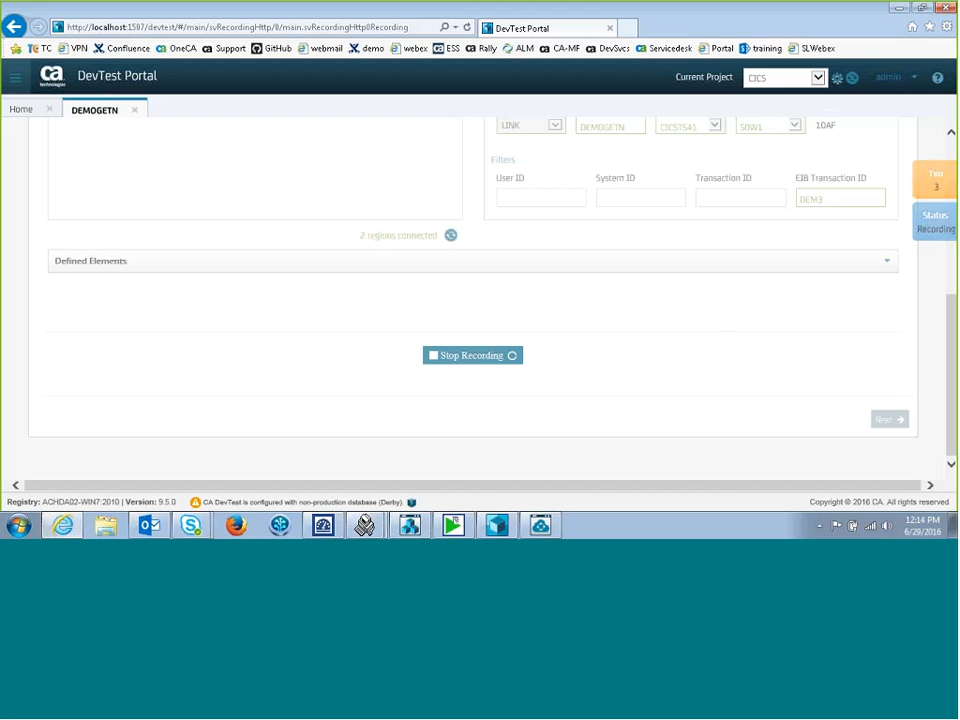 http://localhost:1507/devtest/#/main/svRecordingHttp/0/main.svRecordingHttp0Recording
DevTest Portal
TC VPN Confluence OneCA Support GitHub webmail demo webex ESS Rally ALM CA-MF DevSvcs Servicedesk Portal training SLWebex
ca technologies DevTest Portal Current Project CICS admin
Home DEMOGETN
LINK DEMOGETN CICSTS41 S0W1 10AF
Filters
User ID System ID Transaction ID EIB Transaction ID
DEM3
Txn
3
Status
Recording
2 regions connected
Defined Elements
Stop Recording
Next
Registry: ACHDA02-WIN7:2010 | Version: 9.5.0 CA DevTest is configured with non-production database (Derby). Copyright © 2016 CA. All rights reserved.
12:14 PM
6/29/2016